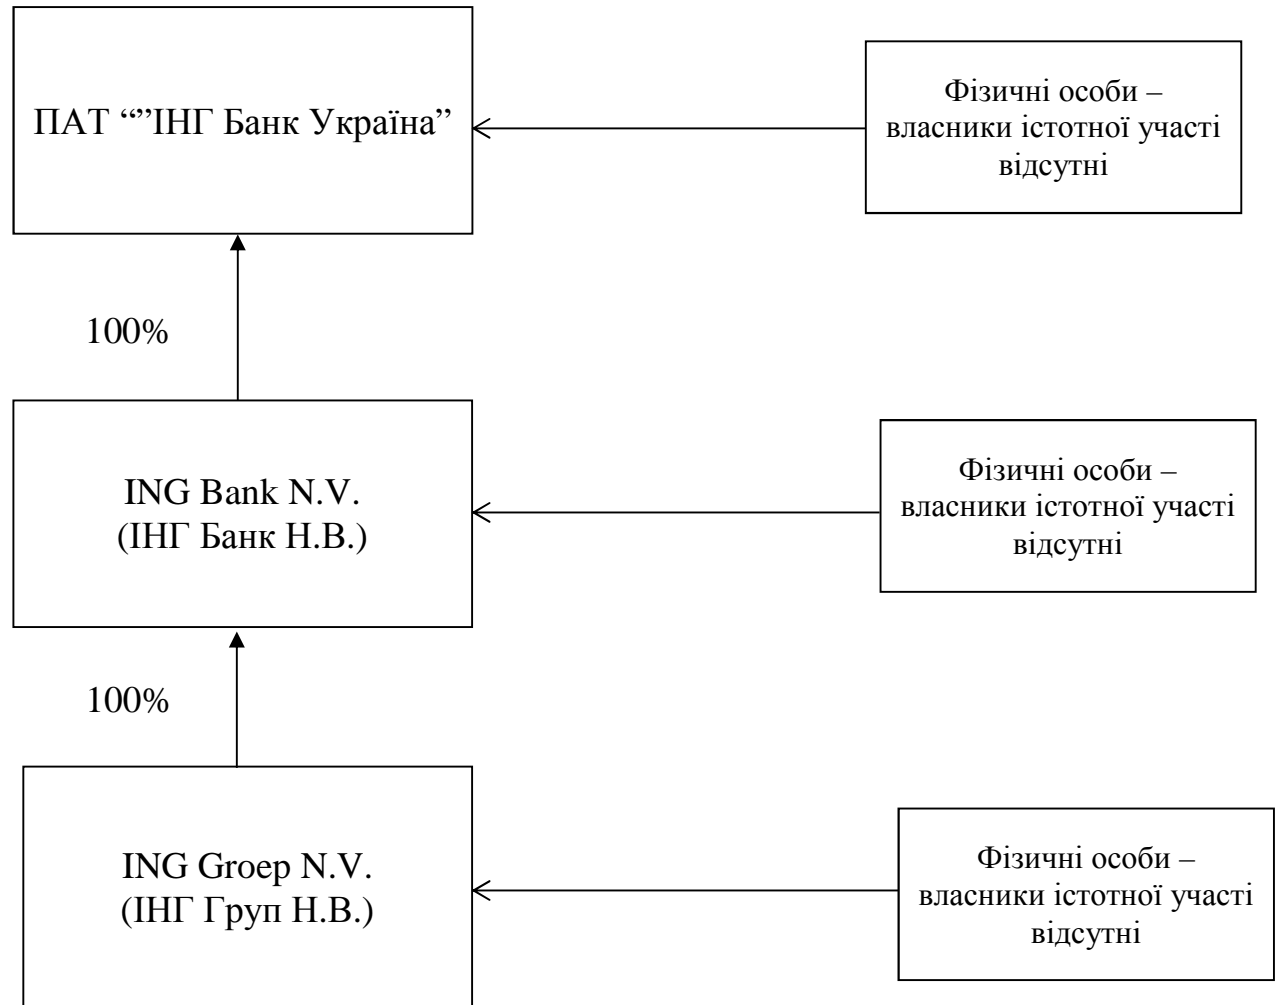 ПАТ “”ІНГ Банк Україна”
Фізичні особи –
власники істотної участі
відсутні
100%
ING Bank N.V.
(ІНГ Банк Н.В.)
Фізичні особи –
власники істотної участі
відсутні
100%
ING Groep N.V.
(ІНГ Груп Н.В.)
Фізичні особи –
власники істотної участі
відсутні